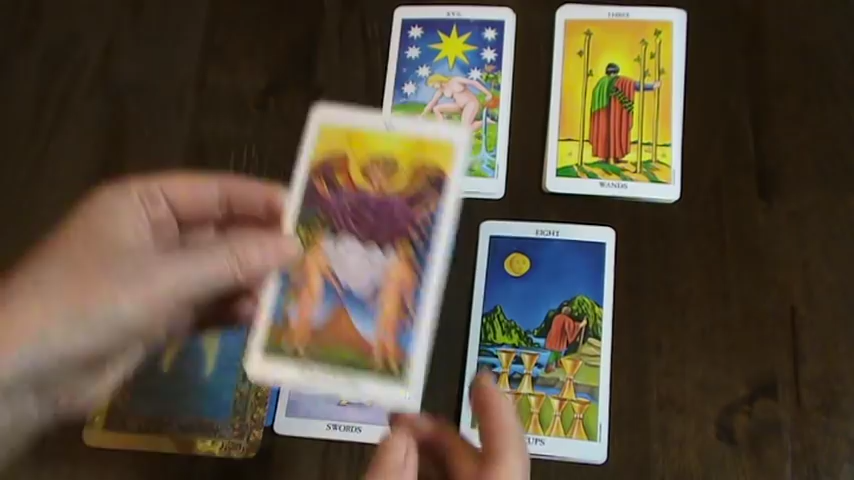 XVII
THREE
WANDS
EIGHT
CUPS
SWORDS